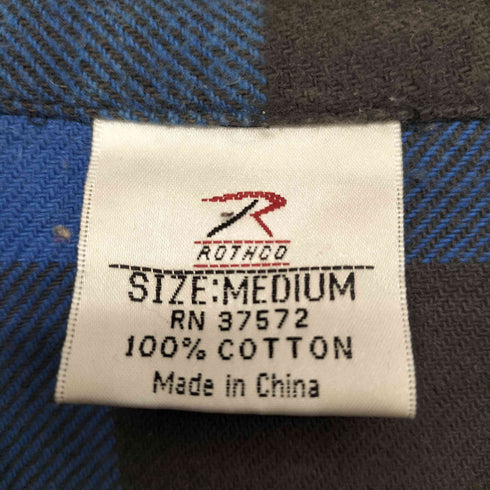 ROTHCO
SIZE:MEDIUM
RN 37572
100% COTTON
Made in China